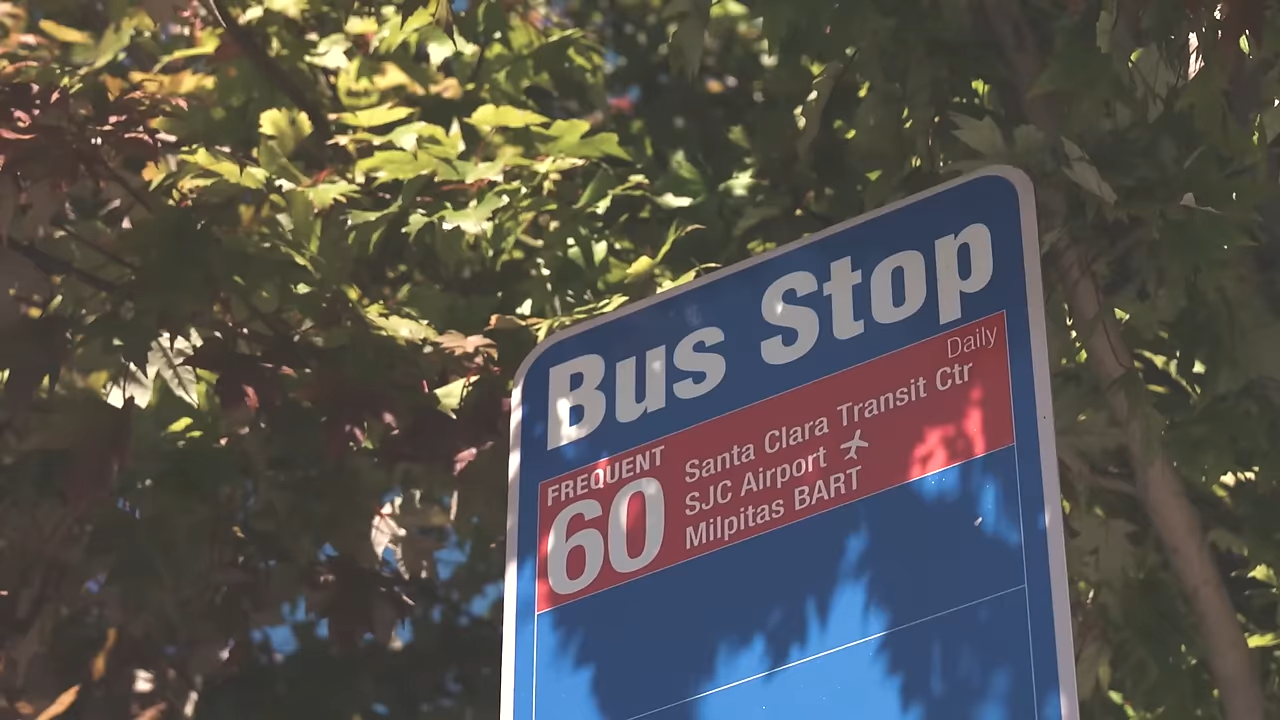 Bus Stop
Daily
FREQUENT
60
Santa Clara Transit Ctr
SJC Airport
Milpitas BART